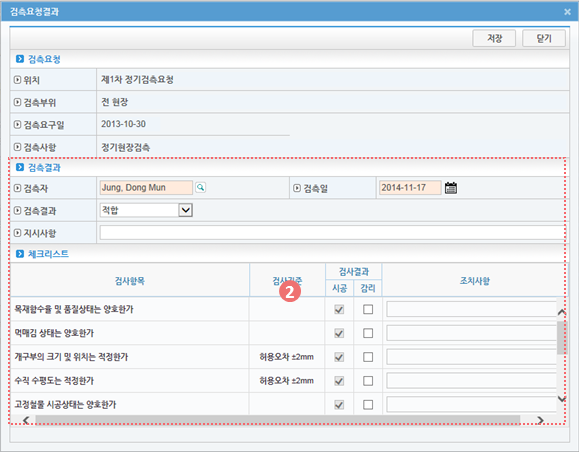 검측요청결과
저장 닫기
검측요청
위치 제1차 정기검측요청
검측부위 전 현장
검측요구일 2013-10-30
검측사항 정기현장검측
검측결과
검측자 Jung, Dong Mun 검측일 2014-11-17
검측결과 적합
지시사항
체크리스트
검사항목 검사기준 검사결과 조치사항
시공 감리
2
목재함수율 및 품질상태는 양호한가
먹매김 상태는 양호한가
개구부의 크기 및 위치는 적정한가 허용오차 ±2mm
수직 수평도는 적정한가 허용오차 ±2mm
고정철물 시공상태는 양호한가